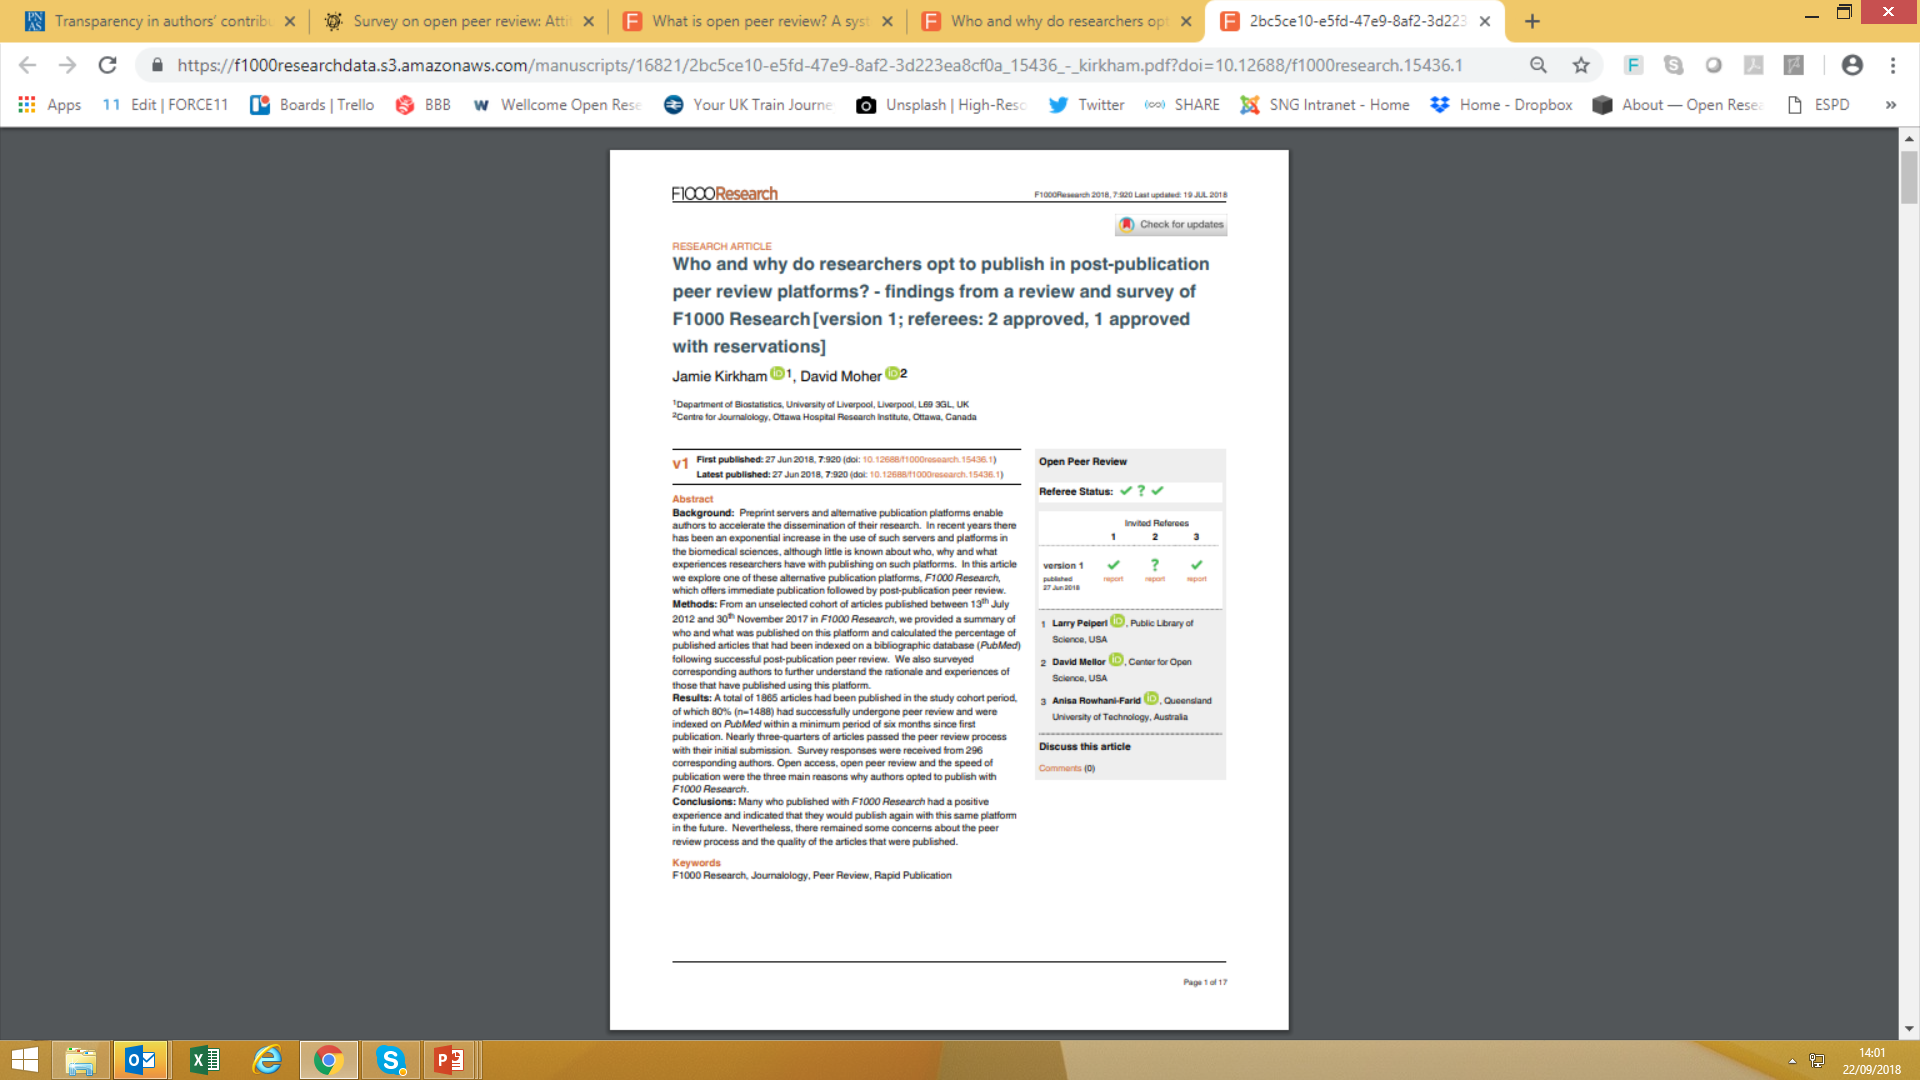 Transparency in authors' contribu
Survey on open peer review: Atti
What is open peer review? A syst
Who and why do researchers opt
2bc5ce10-e5fd-47e9-8af2-3d223
https://f1000researchdata.s3.amazonaws.com/manuscripts/16821/2bc5ce10-e5fd-47e9-8af2-3d223ea8cf0a_15436_-_kirkham.pdf?doi=10.12688/f1000research.15436.1
Apps
11 Edit | FORCE11
Boards | Trello
BBB
W Wellcome Open Rese
Your UK Train Journe
Unsplash | High-Reso
Twitter
SHARE
SNG Intranet - Home
Home - Dropbox
About — Open Resea
ESPD
»
F1000Research
F1000Research 2018, 7:920 Last updated: 19 JUL 2018
Check for updates
RESEARCH ARTICLE
Who and why do researchers opt to publish in post-publication
peer review platforms? - findings from a review and survey of
F1000 Research [version 1; referees: 2 approved, 1 approved
with reservations]
Jamie Kirkham iD 1, David Moher iD 2
1Department of Biostatistics, University of Liverpool, Liverpool, L69 3GL, UK
2Centre for Journalology, Ottawa Hospital Research Institute, Ottawa, Canada
v1
First published: 27 Jun 2018, 7:920 (doi: 10.12688/f1000research.15436.1)
Latest published: 27 Jun 2018, 7:920 (doi: 10.12688/f1000research.15436.1)
Abstract
Background: Preprint servers and alternative publication platforms enable
authors to accelerate the dissemination of their research. In recent years there
has been an exponential increase in the use of such servers and platforms in
the biomedical sciences, although little is known about who, why and what
experiences researchers have with publishing on such platforms. In this article
we explore one of these alternative publication platforms, F1000 Research,
which offers immediate publication followed by post-publication peer review.
Methods: From an unselected cohort of articles published between 13th July
2012 and 30th November 2017 in F1000 Research, we provided a summary of
who and what was published on this platform and calculated the percentage of
published articles that had been indexed on a bibliographic database (PubMed)
following successful post-publication peer review. We also surveyed
corresponding authors to further understand the rationale and experiences of
those that have published using this platform.
Results: A total of 1865 articles had been published in the study cohort period,
of which 80% (n=1488) had successfully undergone peer review and were
indexed on PubMed within a minimum period of six months since first
publication. Nearly three-quarters of articles passed the peer review process
with their initial submission. Survey responses were received from 296
corresponding authors. Open access, open peer review and the speed of
publication were the three main reasons why authors opted to publish with
F1000 Research.
Conclusions: Many who published with F1000 Research had a positive
experience and indicated that they would publish again with this same platform
in the future. Nevertheless, there remained some concerns about the peer
review process and the quality of the articles that were published.
Keywords
F1000 Research, Journalology, Peer Review, Rapid Publication
Open Peer Review
Referee Status: ✓ ? ✓
Invited Referees
1 2 3
version 1
published
27 Jun 2018
✓ ? ✓
report report report
1 Larry Peiperl iD, Public Library of
Science, USA
2 David Mellor iD, Center for Open
Science, USA
3 Anisa Rowhani-Farid iD, Queensland
University of Technology, Australia
Discuss this article
Comments (0)
Page 1 of 17
14:01
22/09/2018